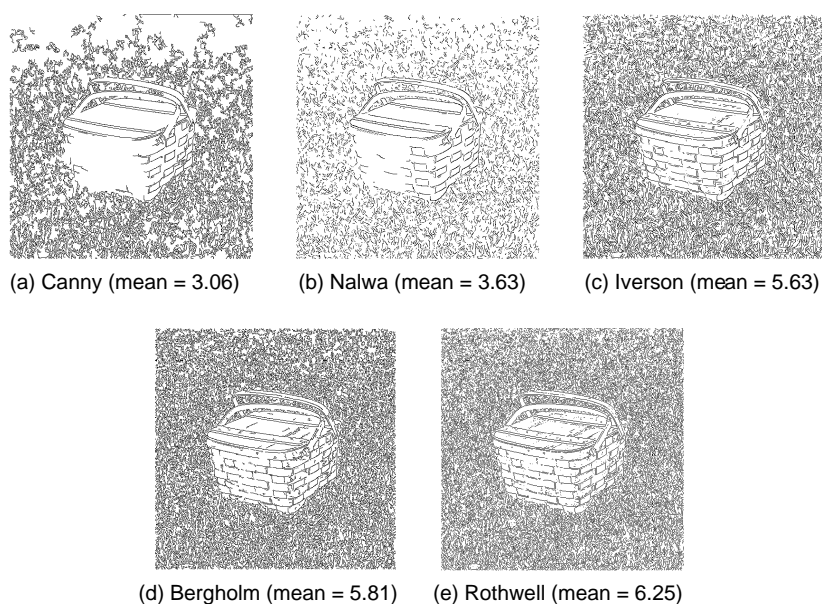 (a) Canny (mean = 3.06)
(b) Nalwa (mean = 3.63)
(c) Iverson (mean = 5.63)
(d) Bergholm (mean = 5.81)
(e) Rothwell (mean = 6.25)